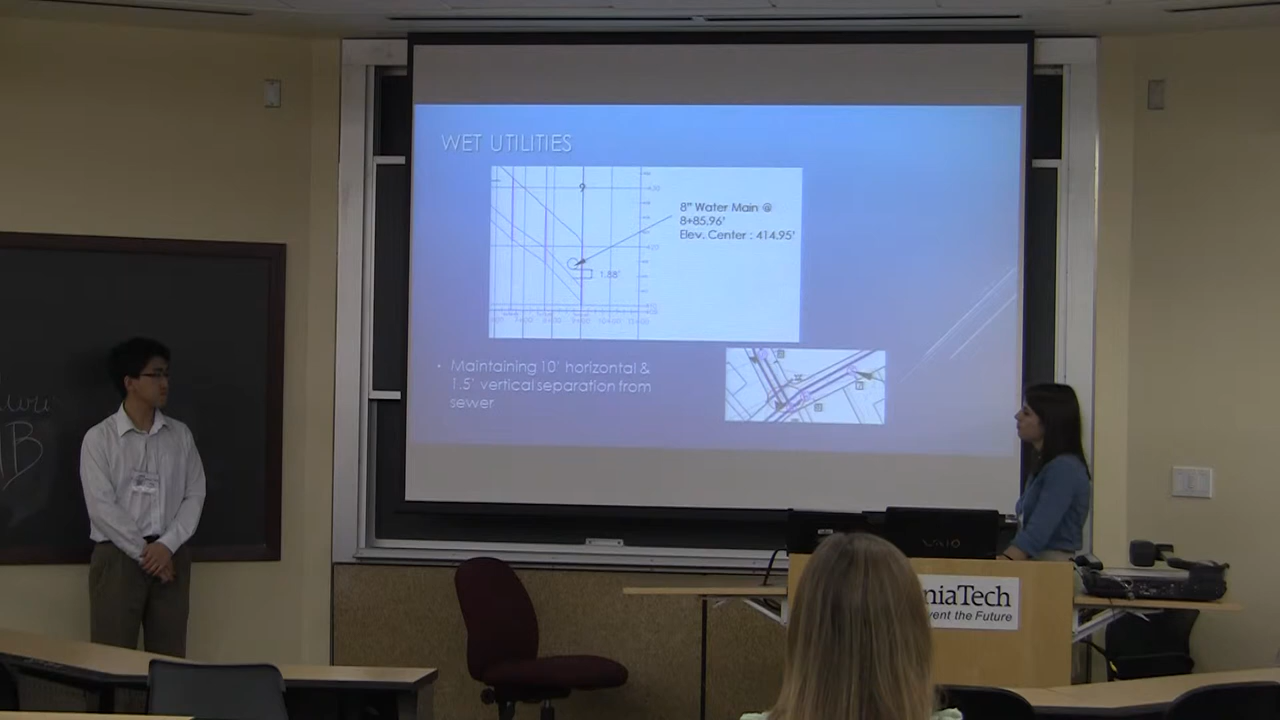 WET UTILITIES
9
8" Water Main @
8+85.96'
Elev. Center : 414.95'
1.88'
• Maintaining 10' horizontal &
1.5' vertical separation from
sewer
B
VAIO
niaTech
vent the Future